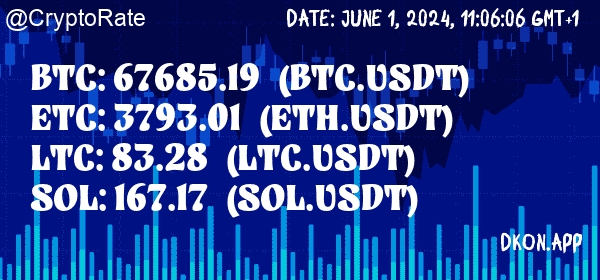 @CryptoRate
DATE: JUNE 1, 2024, 11:06:06 GMT+1
BTC: 67685.19 (BTC.USDT)
ETC: 3793.01 (ETH.USDT)
LTC: 83.28 (LTC.USDT)
SOL: 167.17 (SOL.USDT)
DKON.APP